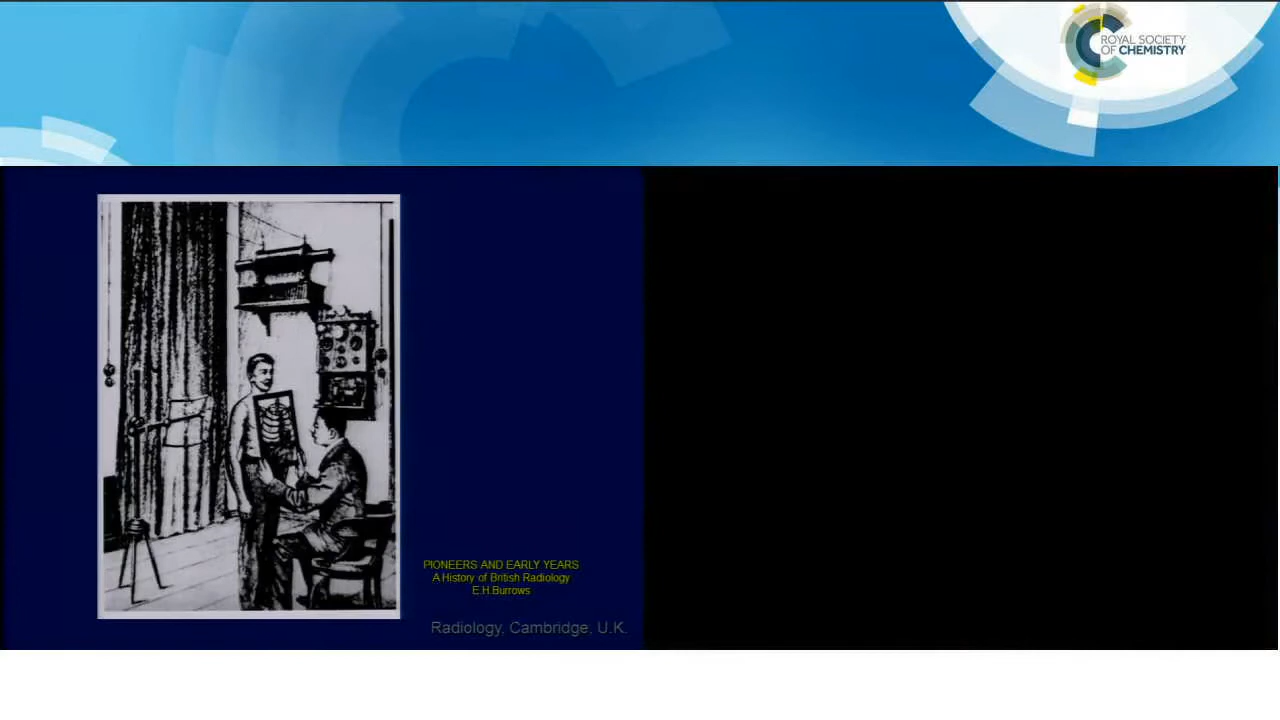 ROYAL SOCIETY
OF CHEMISTRY
PIONEERS AND EARLY YEARS
A History of British Radiology
E.H.Burrows
Radiology, Cambridge, U.K.